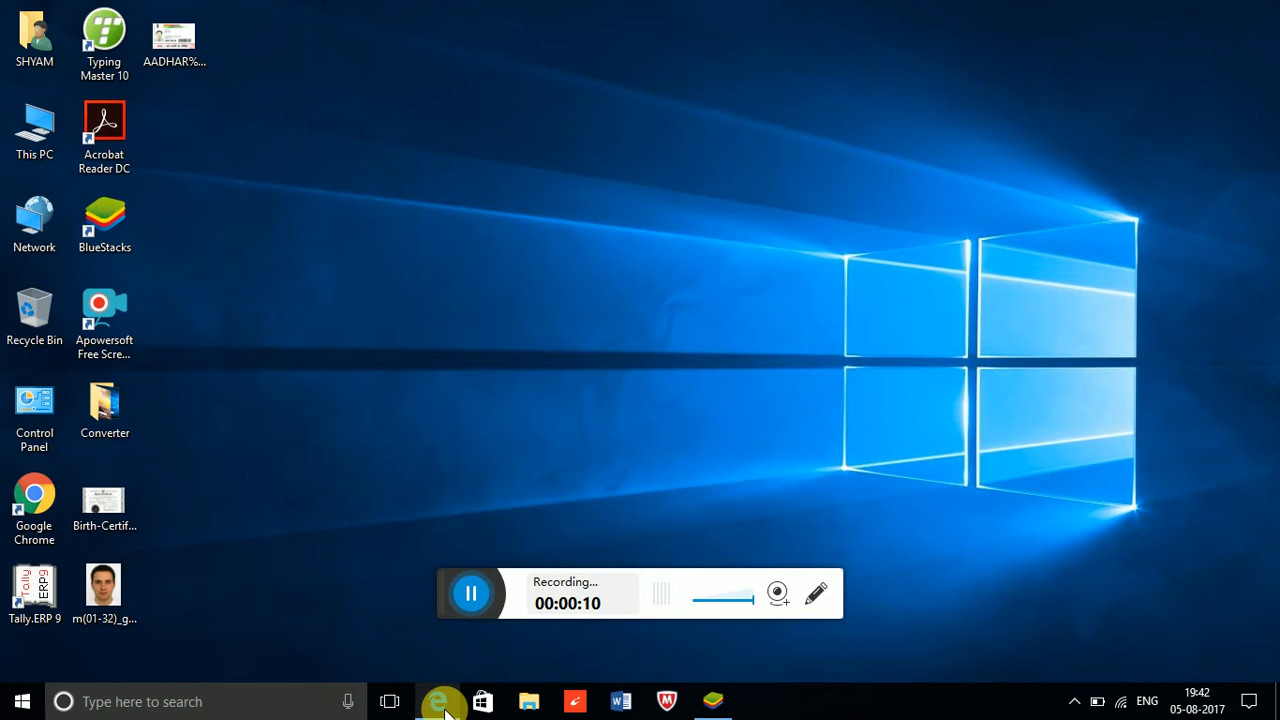 SHYAM
Typing
Master 10
AADHAR%...
This PC
Acrobat
Reader DC
Network
BlueStacks
Recycle Bin
Apowersoft
Free Scre...
Control
Panel
Converter
Google
Chrome
Birth-Certif...
Tally
ERP9
Tally.ERP 9
m(01-32)_g...
Recording...
00:00:10
Type here to search
ENG
19:42
05-08-2017